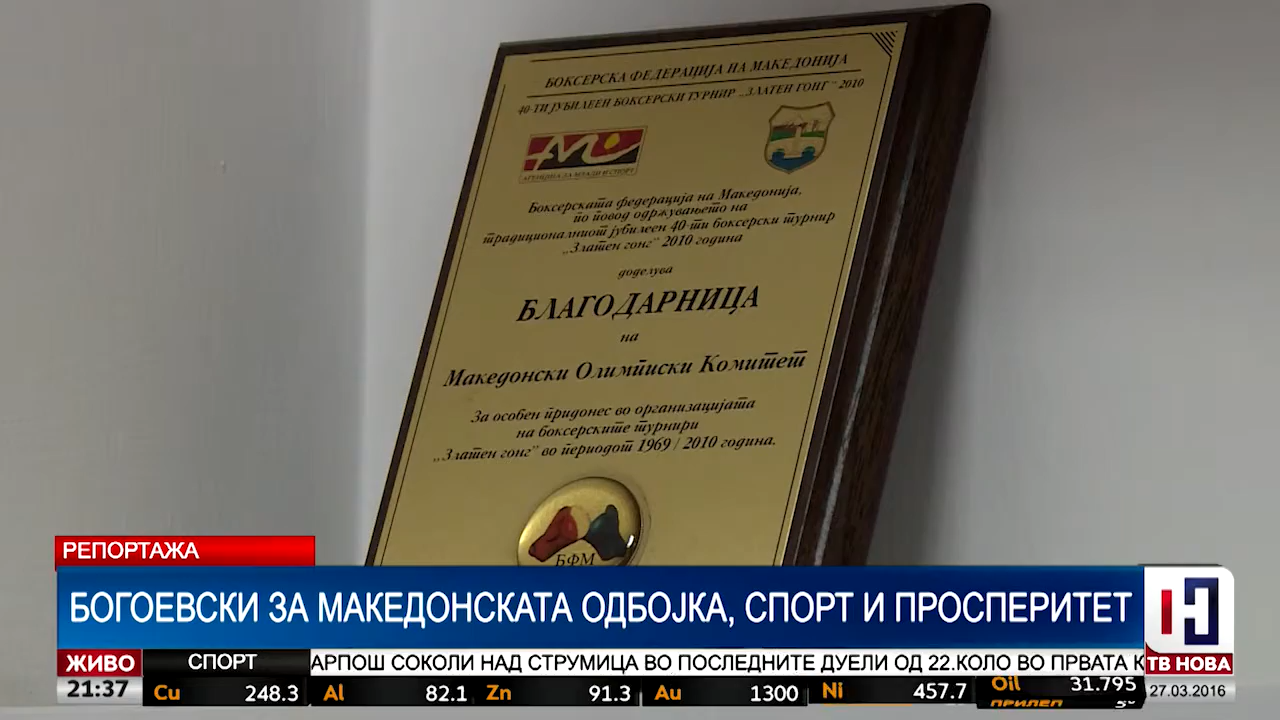 БОКСЕРСКА ФЕДЕРАЦИЈА НА МАКЕДОНИЈА
40-ТИ ЈУБИЛЕЕН БОКСЕРСКИ ТУРНИР „ЗЛАТЕН ГОНГ“ 2010
АГЕНЦИЈА ЗА МЛАДИ И СПОРТ
Боксерската федерација на Македонија,
по повод одржувањето на
традиционалниот јубилеен 40-ти боксерски турнир
„Златен гонг“ 2010 година
доделува
БЛАГОДАРНИЦА
на
Македонски Олимписки Комитет
За особен придонес во организацијата
на боксерските турнири
„Златен гонг“ во периодот 1969 / 2010 година.
БФМ
РЕПОРТАЖА
БОГОЕВСКИ ЗА МАКЕДОНСКАТА ОДБОЈКА, СПОРТ И ПРОСПЕРИТЕТ
ЖИВО СПОРТ АРПОШ СОКОЛИ НАД СТРУМИЦА ВО ПОСЛЕДНИТЕ ДУЕЛИ ОД 22.КОЛО ВО ПРВАТА К ТВ НОВА
21:37 Cu 248.3 Al 82.1 Zn 91.3 Au 1300 Ni 457.7 Oil 31.795 27.03.2016
ПРИЛЕП